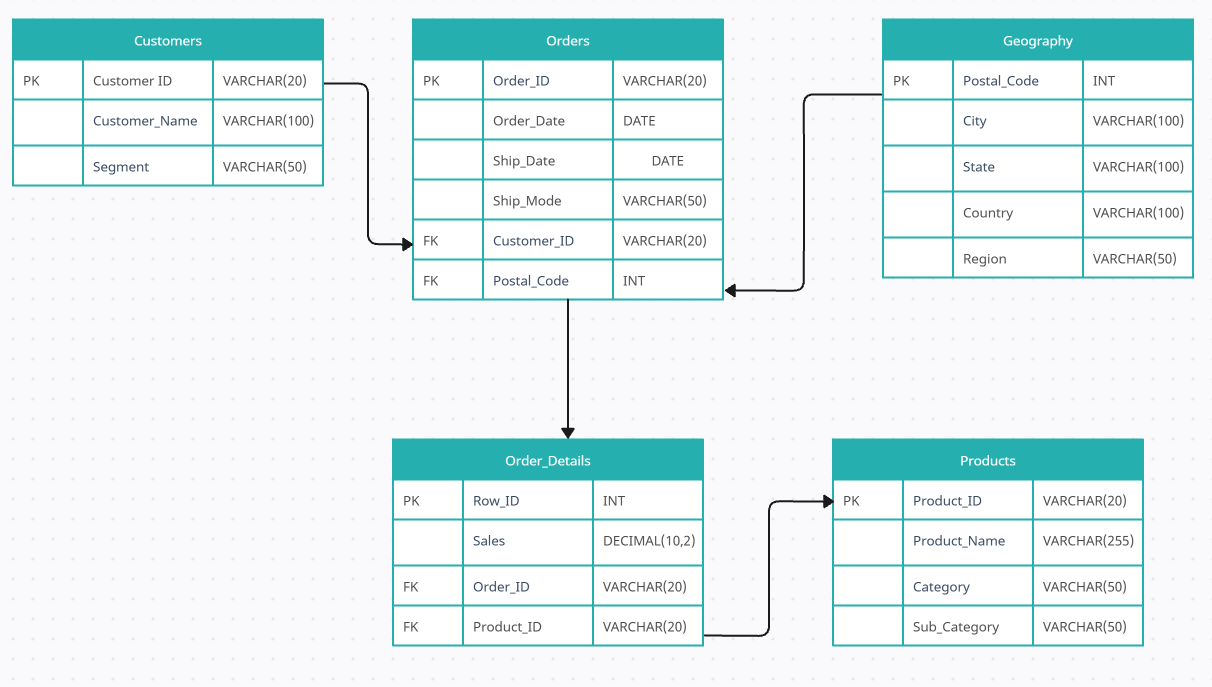 Customers
PK Customer ID VARCHAR(20)
Customer_Name VARCHAR(100)
Segment VARCHAR(50)
Orders
PK Order_ID VARCHAR(20)
Order_Date DATE
Ship_Date DATE
Ship_Mode VARCHAR(50)
FK Customer_ID VARCHAR(20)
FK Postal_Code INT
Geography
PK Postal_Code INT
City VARCHAR(100)
State VARCHAR(100)
Country VARCHAR(100)
Region VARCHAR(50)
Order_Details
PK Row_ID INT
Sales DECIMAL(10,2)
FK Order_ID VARCHAR(20)
FK Product_ID VARCHAR(20)
Products
PK Product_ID VARCHAR(20)
Product_Name VARCHAR(255)
Category VARCHAR(50)
Sub_Category VARCHAR(50)